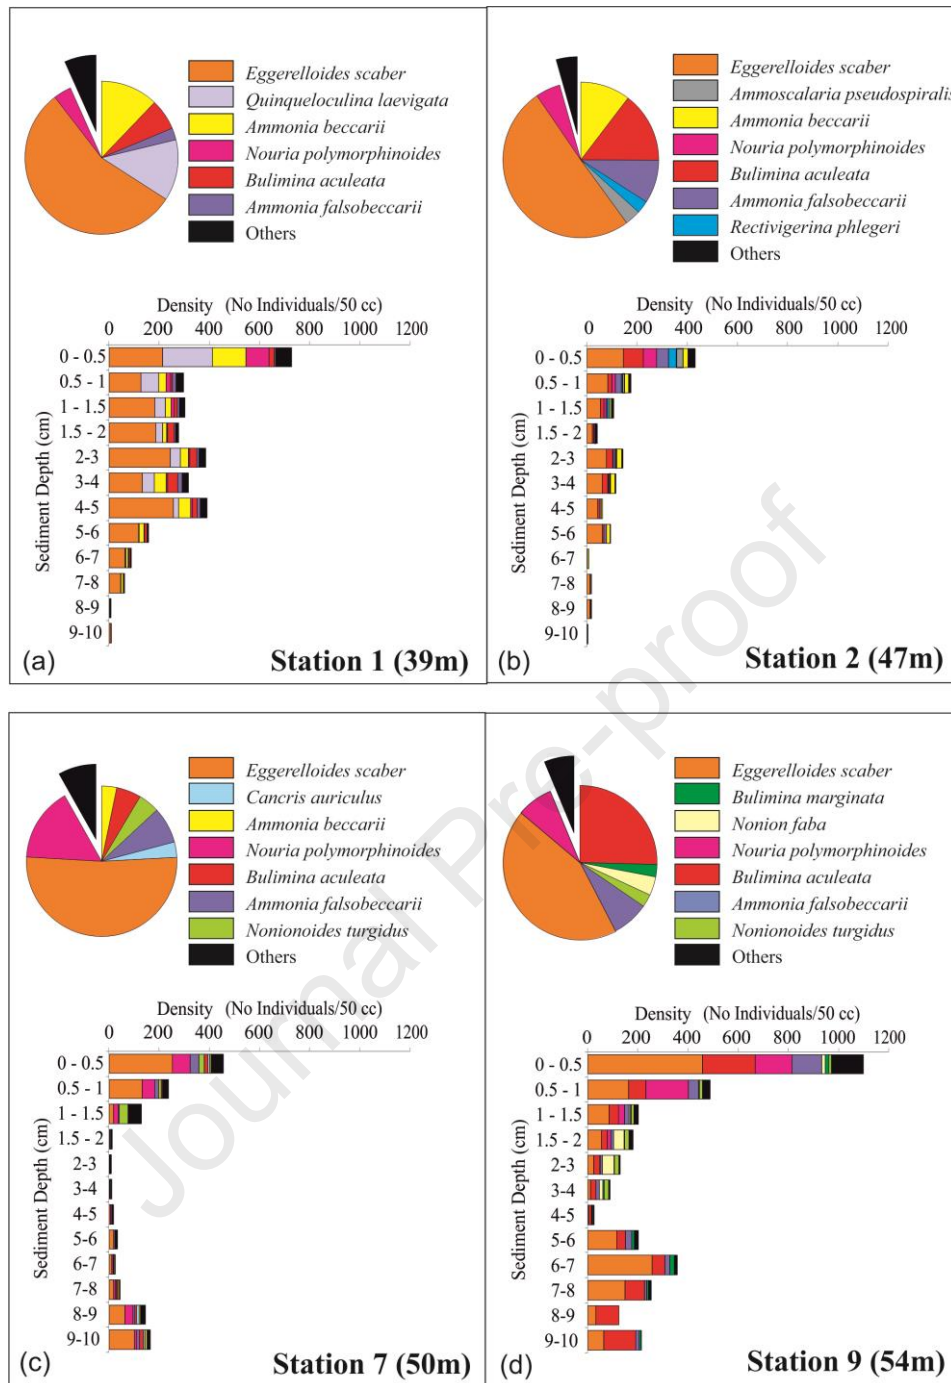 Eggerelloides scaber
Quinqueloculina laevigata
Ammonia beccarii
Nouria polymorphinoides
Bulimina aculeata
Ammonia falsobeccarii
Others
Density (No Individuals/50 cc)
0 200 400 600 800 1000 1200
Sediment Depth (cm)
0 - 0.5
0.5 - 1
1 - 1.5
1.5 - 2
2-3
3-4
4-5
5-6
6-7
7-8
8-9
9-10
(a) Station 1 (39m)
Eggerelloides scaber
Ammoscalaria pseudospiralis
Ammonia beccarii
Nouria polymorphinoides
Bulimina aculeata
Ammonia falsobeccarii
Rectivigerina phlegeri
Others
Density (No Individuals/50 cc)
0 200 400 600 800 1000 1200
Sediment Depth (cm)
0 - 0.5
0.5 - 1
1 - 1.5
1.5 - 2
2-3
3-4
4-5
5-6
6-7
7-8
8-9
9-10
(b) Station 2 (47m)
Eggerelloides scaber
Cancris auriculus
Ammonia beccarii
Nouria polymorphinoides
Bulimina aculeata
Ammonia falsobeccarii
Nonionoides turgidus
Others
Density (No Individuals/50 cc)
0 200 400 600 800 1000 1200
Sediment Depth (cm)
0 - 0.5
0.5 - 1
1 - 1.5
1.5 - 2
2-3
3-4
4-5
5-6
6-7
7-8
8-9
9-10
(c) Station 7 (50m)
Eggerelloides scaber
Bulimina marginata
Nonion faba
Nouria polymorphinoides
Bulimina aculeata
Ammonia falsobeccarii
Nonionoides turgidus
Others
Density (No Individuals/50 cc)
0 200 400 600 800 1000 1200
Sediment Depth (cm)
0 - 0.5
0.5 - 1
1 - 1.5
1.5 - 2
2-3
3-4
4-5
5-6
6-7
7-8
8-9
9-10
(d) Station 9 (54m)
Journal Pre-proof